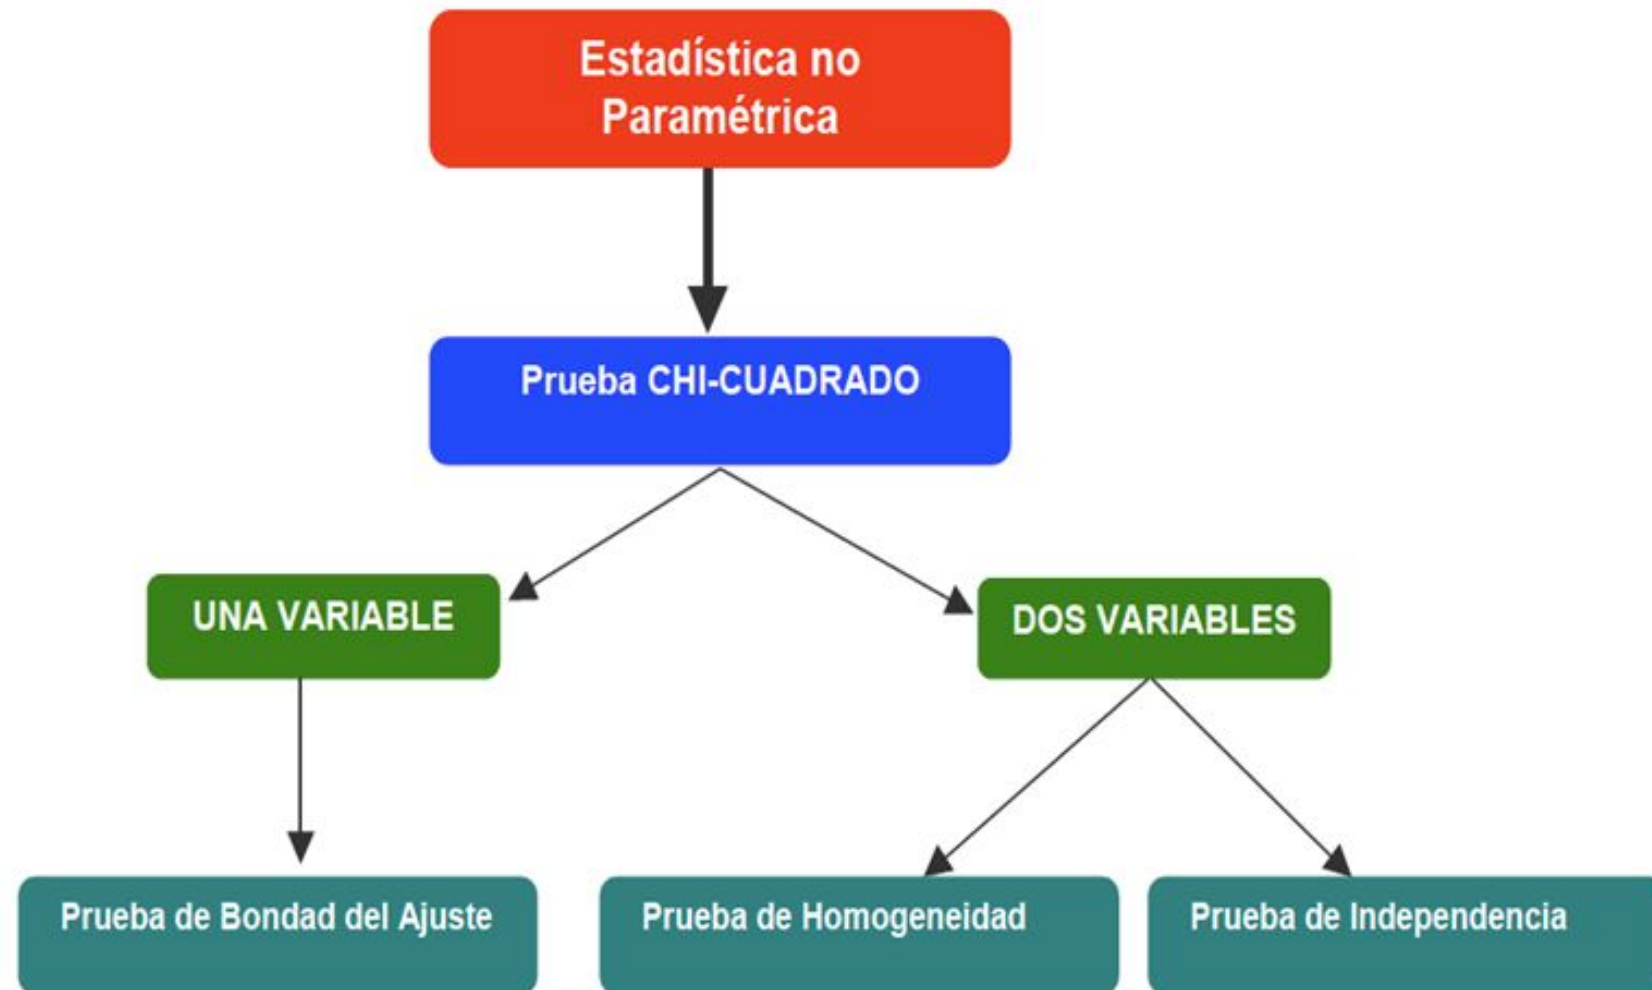 Estadística no
Paramétrica
Prueba CHI-CUADRADO
UNA VARIABLE
DOS VARIABLES
Prueba de Bondad del Ajuste
Prueba de Homogeneidad
Prueba de Independencia